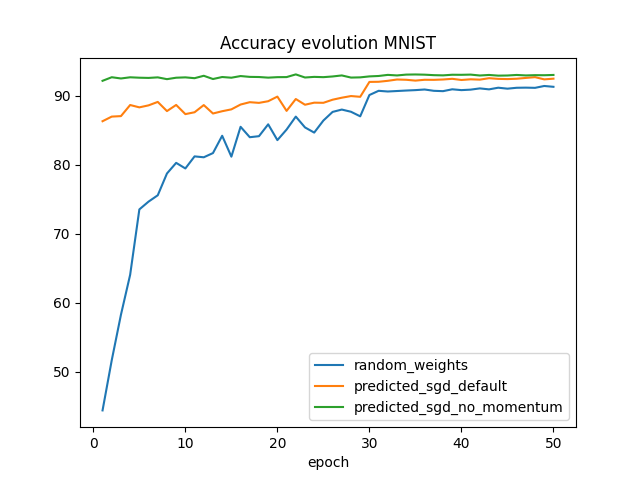 Accuracy evolution MNIST
90
80
70
60
50
random_weights
predicted_sgd_default
predicted_sgd_no_momentum
0 10 20 30 40 50
epoch